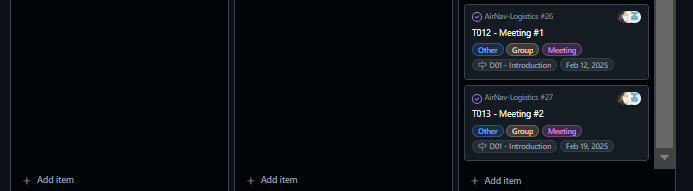 AirNav-Logistics #26
T012 - Meeting #1
Other Group Meeting
D01 - Introduction Feb 12, 2025
AirNav-Logistics #27
T013 - Meeting #2
Other Group Meeting
D01 - Introduction Feb 19, 2025
+ Add item + Add item + Add item